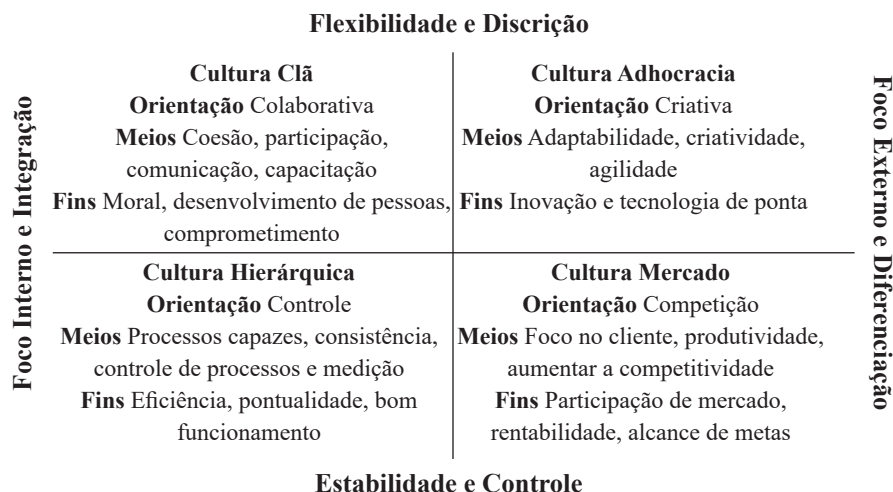 Flexibilidade e Discrição
Foco Interno e Integração
Cultura Clã
Orientação Colaborativa
Meios Coesão, participação,
comunicação, capacitação
Fins Moral, desenvolvimento de pessoas,
comprometimento
Cultura Adhocracia
Orientação Criativa
Meios Adaptabilidade, criatividade,
agilidade
Fins Inovação e tecnologia de ponta
Cultura Hierárquica
Orientação Controle
Meios Processos capazes, consistência,
controle de processos e medição
Fins Eficiência, pontualidade, bom
funcionamento
Cultura Mercado
Orientação Competição
Meios Foco no cliente, produtividade,
aumentar a competitividade
Fins Participação de mercado,
rentabilidade, alcance de metas
Foco Externo e Diferenciação
Estabilidade e Controle